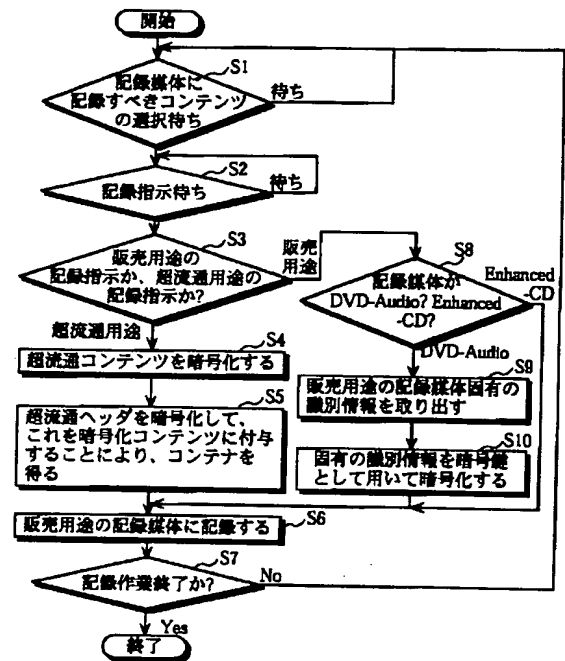 開始
S1
記録媒体に
記録すべきコンテンツ
の選択待ち
待ち
S2
記録指示待ち
待ち
S3
販売用途の
記録指示か、超流通用途の
記録指示か?
販売
用途
超流通用途
S4
超流通コンテンツを暗号化する
S5
超流通ヘッダを暗号化して、
これを暗号化コンテンツに付与
することにより、コンテナを
得る
S8
記録媒体が
DVD-Audio? Enhanced
-CD?
Enhanced
-CD
DVD-Audio
S9
販売用途の記録媒体固有の
識別情報を取り出す
S10
固有の識別情報を暗号鍵
として用いて暗号化する
S6
販売用途の記録媒体に記録する
S7
記録作業終了か?
No
Yes
終了